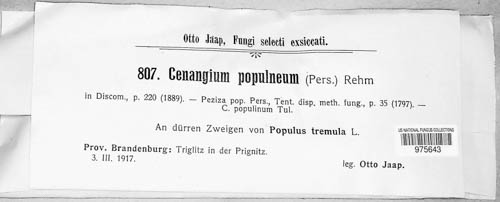 Otto Jaap, Fungi selecti exsiccati.
807. Cenangium populneum (Pers.) Rehm
in Discom., p. 220 (1889). — Peziza pop. Pers., Tent. disp. meth. fung., p. 35 (1797). —
C. populinum Tul.
An dürren Zweigen von Populus tremula L.
US NATIONAL FUNGUS COLLECTIONS
975643
Prov. Brandenburg: Triglitz in der Prignitz.
3. III. 1917.
leg. Otto Jaap.